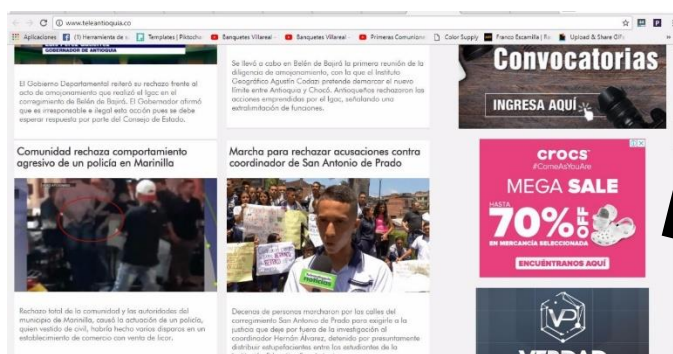 www.teleantioquia.co
Aplicaciones
(1) Herramienta de
Templates | Piktocha
Banquetes Villareal -
Banquetes Villareal -
Primeras Comunione
Color Supply
Franco Escamilla | Re
Upload & Share GIFs
GOBERNADOR DE ANTIOQUIA
El Gobierno Departamental reiteró su rechazo frente al
acto de amojonamiento que realizó el Igac en el
corregimiento de Belén de Bajirá. El Gobernador afirmó
que es irresponsable e ilegal esta acción pues se debe
esperar respuesta por parte del Consejo de Estado.
Se llevó a cabo en Belén de Bajirá la primera reunión de la
diligencia de amojonamiento, con la que el Instituto
Geográfico Agustín Codazi pretende demarcar el nuevo
límite entre Antioquia y Chocó. Antioqueños rechazaron las
acciones emprendidas por el Igac, señalando una
extralimitación de funciones.
Convocatorias
INGRESA AQUÍ
Comunidad rechaza comportamiento
agresivo de un policía en Marinilla
Rechazo total de la comunidad y las autoridades del
municipio de Marinilla, causó la actuación de un policía,
quien vestido de civil, habría hecho varios disparos en un
establecimiento de comercio con venta de licor.
Marcha para rechazar acusaciones contra
coordinador de San Antonio de Prado
Decenas de personas marcharon por las calles del
corregimiento San Antonio de Prado para exigirle a la
justicia que deje por fuera de la investigación al
coordinador Hernán Álvarez, detenido por presuntamente
distribuir estupefacientes entre los estudiantes de la
crocs
#ComeAsYouAre
MEGA SALE
HASTA
70% OFF
EN MERCANCÍA SELECCIONADA
ENCUÉNTRANOS AQUÍ
VP
VERDAD